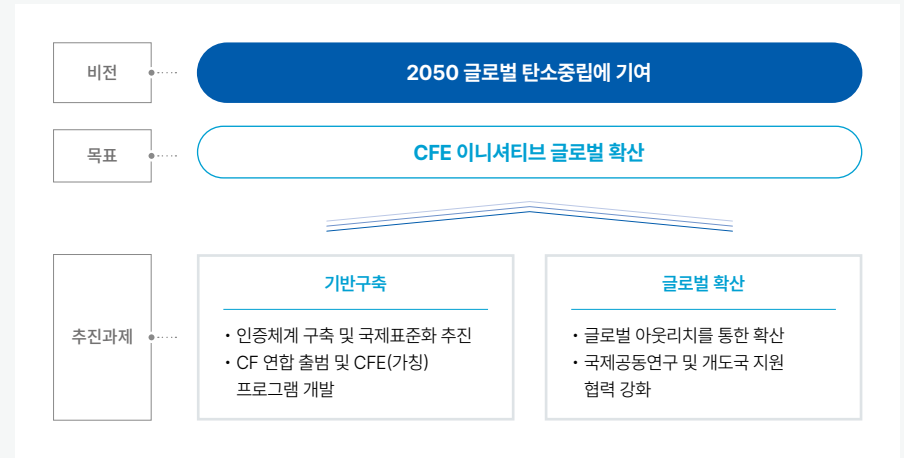 비전
2050 글로벌 탄소중립에 기여
목표
CFE 이니셔티브 글로벌 확산
추진과제
기반구축
• 인증체계 구축 및 국제표준화 추진
• CF 연합 출범 및 CFE(가칭)
프로그램 개발
글로벌 확산
• 글로벌 아웃리치를 통한 확산
• 국제공동연구 및 개도국 지원
협력 강화